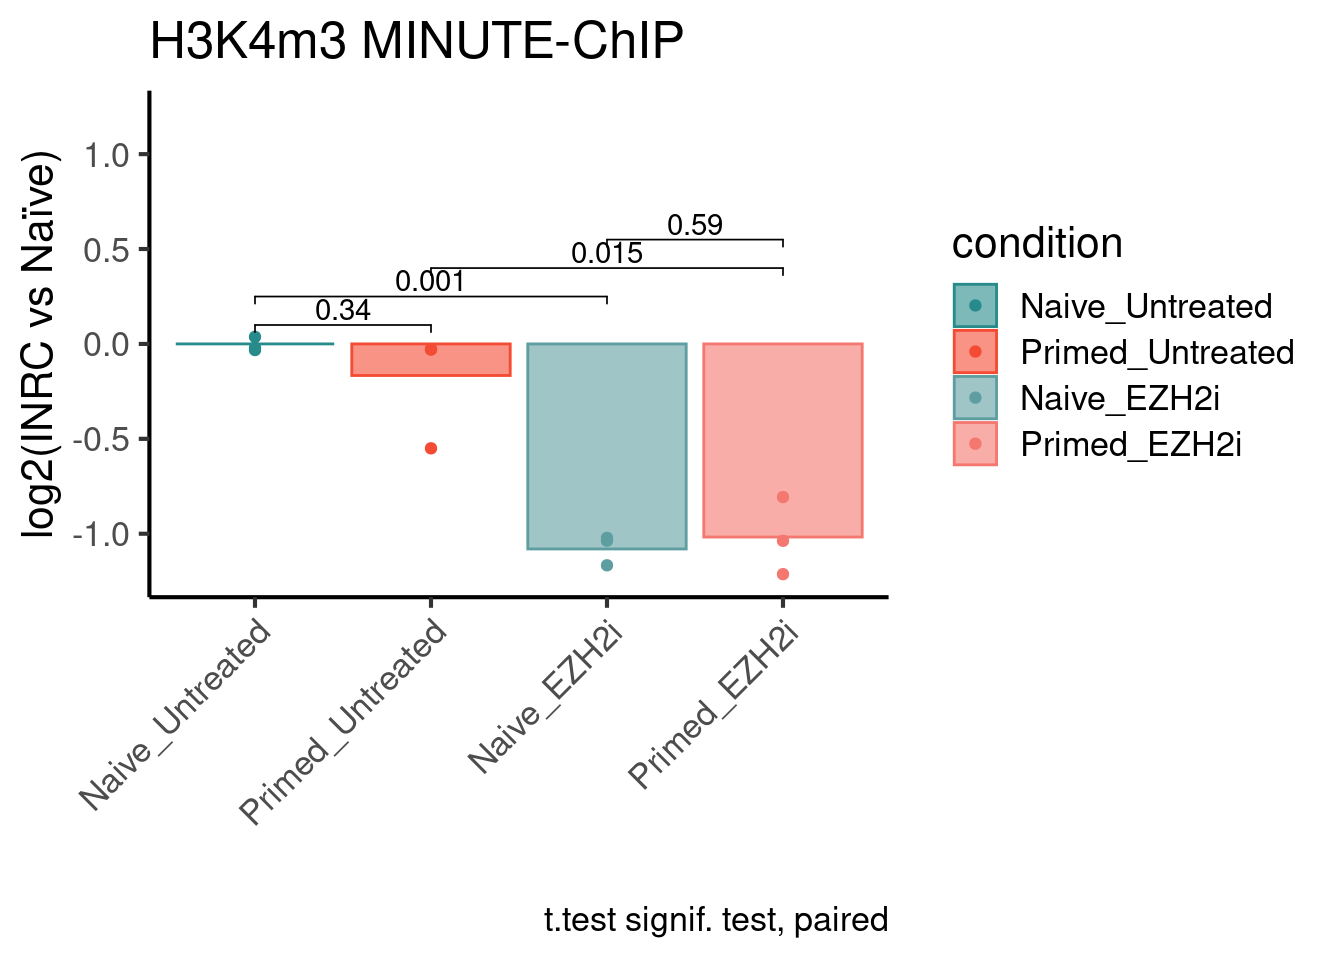 H3K4m3 MINUTE-ChIP
log2(INRC vs Naïve)
1.0
0.5
0.0
-0.5
-1.0
0.59
0.015
0.001
0.34
Naive_Untreated
Primed_Untreated
Naive_EZH2i
Primed_EZH2i
condition
Naive_Untreated
Primed_Untreated
Naive_EZH2i
Primed_EZH2i
t.test signif. test, paired